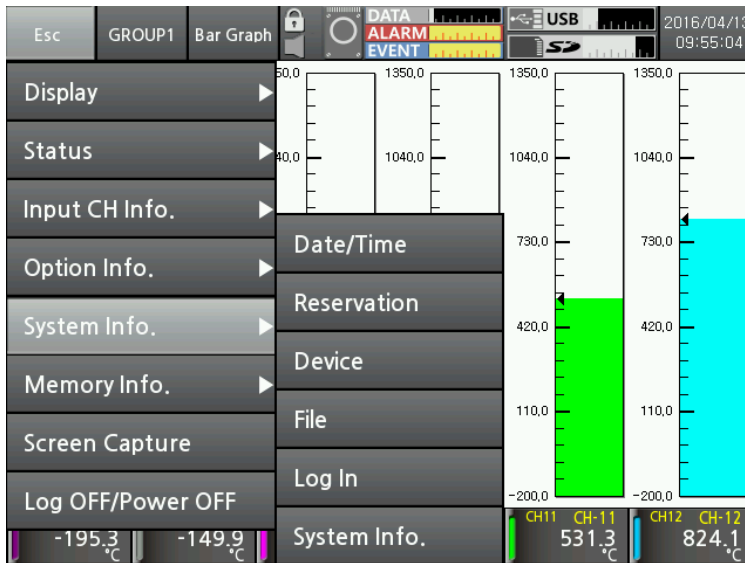 Esc
GROUP1
Bar Graph
DATA
ALARM
EVENT
USB
SD
2016/04/13
09:55:04
Display
Status
Input CH Info.
Option Info.
System Info.
Memory Info.
Screen Capture
Log OFF/Power OFF
Date/Time
Reservation
Device
File
Log In
System Info.
1350,0
1350,0
1350,0
1040,0
1040,0
1040,0
730,0
730,0
420,0
420,0
110,0
110,0
-200,0
-200,0
-195.3
°C
-149.9
°C
CH11 CH-11
531.3
°C
CH12 CH-12
824.1
°C